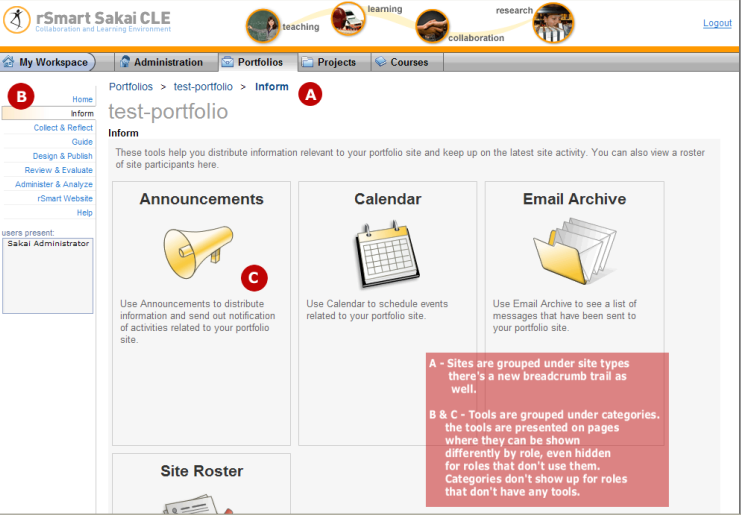 rSmart Sakai CLE
Collaboration and Learning Environment
teaching
learning
collaboration
research
Logout
My Workspace
Administration
Portfolios
Projects
Courses
B
Home
Inform
Collect & Reflect
Guide
Design & Publish
Review & Evaluate
Administer & Analyze
rSmart Website
Help
users present:
Sakai Administrator
Portfolios > test-portfolio > Inform
A
test-portfolio
Inform
These tools help you distribute information relevant to your portfolio site and keep up on the latest site activity. You can also view a roster
of site participants here.
Announcements
C
Use Announcements to distribute
information and send out notification
of activities related to your portfolio
site.
Calendar
Use Calendar to schedule events
related to your portfolio site.
Email Archive
Use Email Archive to see a list of
messages that have been sent to
your portfolio site.
Site Roster
A - Sites are grouped under site types
there's a new breadcrumb trail as
well.
B & C - Tools are grouped under categories.
the tools are presented on pages
where they can be shown
differently by role, even hidden
for roles that don't use them.
Categories don't show up for roles
that don't have any tools.